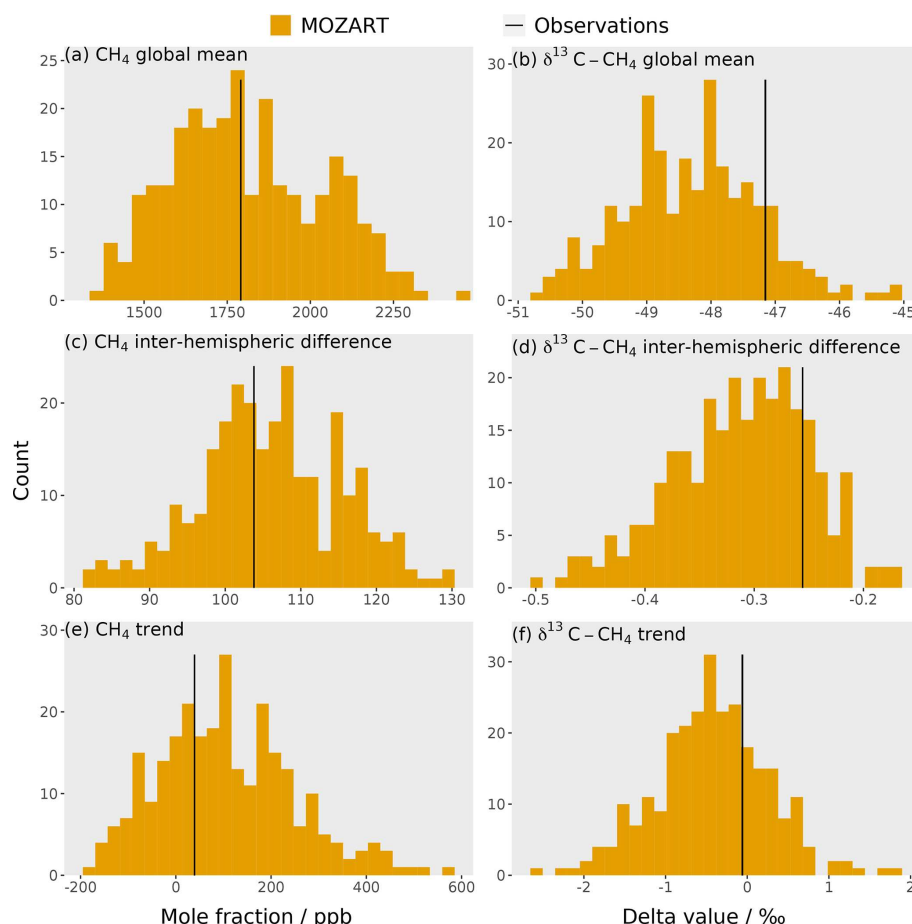 MOZART — Observations
(a) CH₄ global mean
25
20
15
10
5
0
1500 1750 2000 2250
(b) δ¹³ C – CH₄ global mean
30
20
10
0
-51 -50 -49 -48 -47 -46 -45
(c) CH₄ inter-hemispheric difference
20
10
0
80 90 100 110 120 130
(d) δ¹³ C – CH₄ inter-hemispheric difference
20
15
10
5
0
-0.5 -0.4 -0.3 -0.2
Count
(e) CH₄ trend
30
20
10
0
-200 0 200 400 600
Mole fraction / ppb
(f) δ¹³ C – CH₄ trend
30
20
10
0
-2 -1 0 1 2
Delta value / ‰